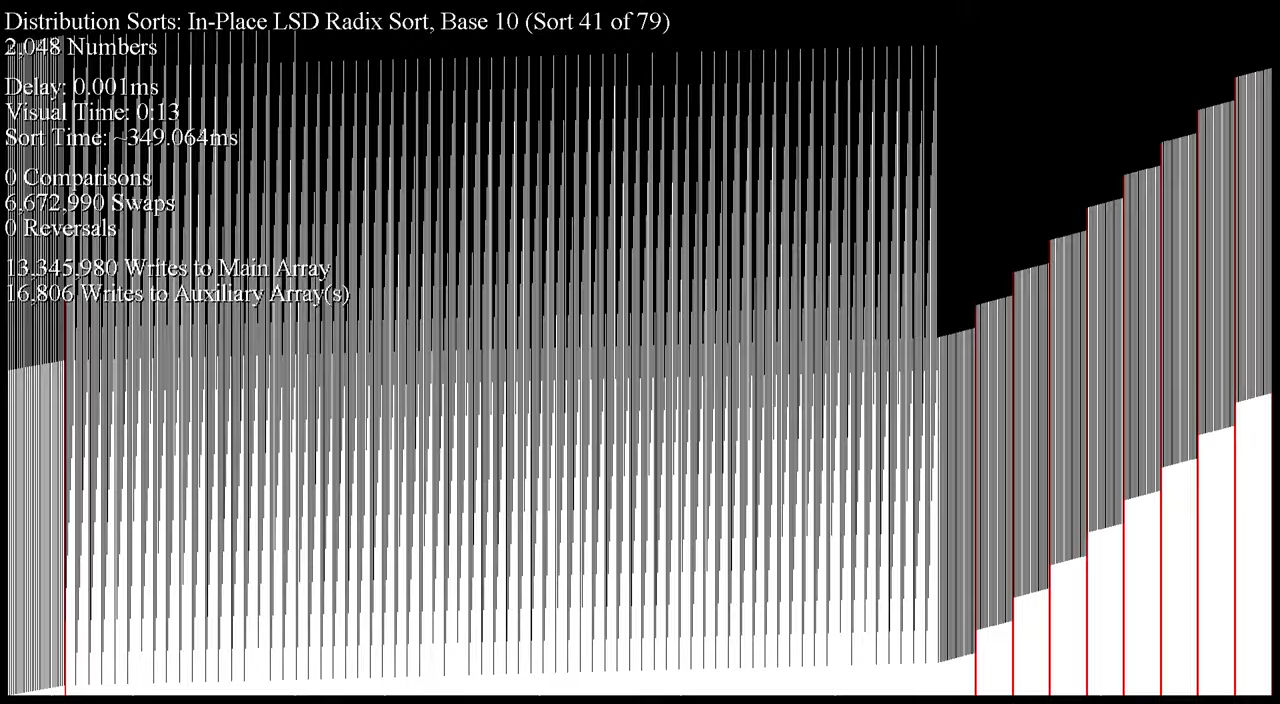 Distribution Sorts: In-Place LSD Radix Sort, Base 10 (Sort 41 of 79)
2,048 Numbers
Delay: 0.001ms
Visual Time: 0:13
Sort Time: ~349.064ms
0 Comparisons
6,672,990 Swaps
0 Reversals
13,345,980 Writes to Main Array
16,806 Writes to Auxiliary Array(s)